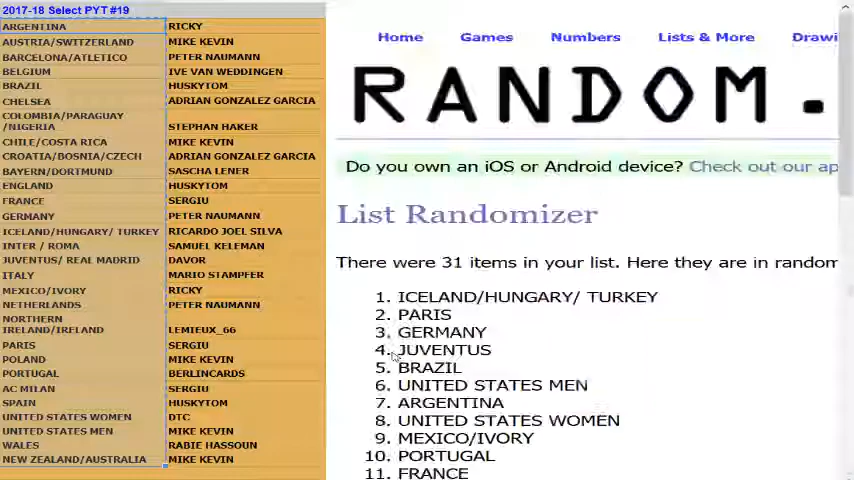 2017-18 Select PYT #19
ARGENTINA RICKY
AUSTRIA/SWITZERLAND MIKE KEVIN
BARCELONA/ATLETICO PETER NAUMANN
BELGIUM IVE VAN WEDDINGEN
BRAZIL HUSKYTOM
CHELSEA ADRIAN GONZALEZ GARCIA
COLOMBIA/PARAGUAY
/NIGERIA STEPHAN HAKER
CHILE/COSTA RICA MIKE KEVIN
CROATIA/BOSNIA/CZECH ADRIAN GONZALEZ GARCIA
BAYERN/DORTMUND SASCHA LENER
ENGLAND HUSKYTOM
FRANCE SERGIU
GERMANY PETER NAUMANN
ICELAND/HUNGARY/ TURKEY RICARDO JOEL SILVA
INTER / ROMA SAMUEL KELEMAN
JUVENTUS/ REAL MADRID DAVOR
ITALY MARIO STAMPFER
MEXICO/IVORY RICKY
NETHERLANDS PETER NAUMANN
NORTHERN
IRELAND/IRELAND LEMIEUX_66
PARIS SERGIU
POLAND MIKE KEVIN
PORTUGAL BERLINCARDS
AC MILAN SERGIU
SPAIN HUSKYTOM
UNITED STATES WOMEN DTC
UNITED STATES MEN MIKE KEVIN
WALES RABIE HASSOUN
NEW ZEALAND/AUSTRALIA MIKE KEVIN
Home Games Numbers Lists & More Drawi
RANDOM.
Do you own an iOS or Android device? Check out our ap
List Randomizer
There were 31 items in your list. Here they are in random
1. ICELAND/HUNGARY/ TURKEY
2. PARIS
3. GERMANY
4. JUVENTUS
5. BRAZIL
6. UNITED STATES MEN
7. ARGENTINA
8. UNITED STATES WOMEN
9. MEXICO/IVORY
10. PORTUGAL
11. FRANCE